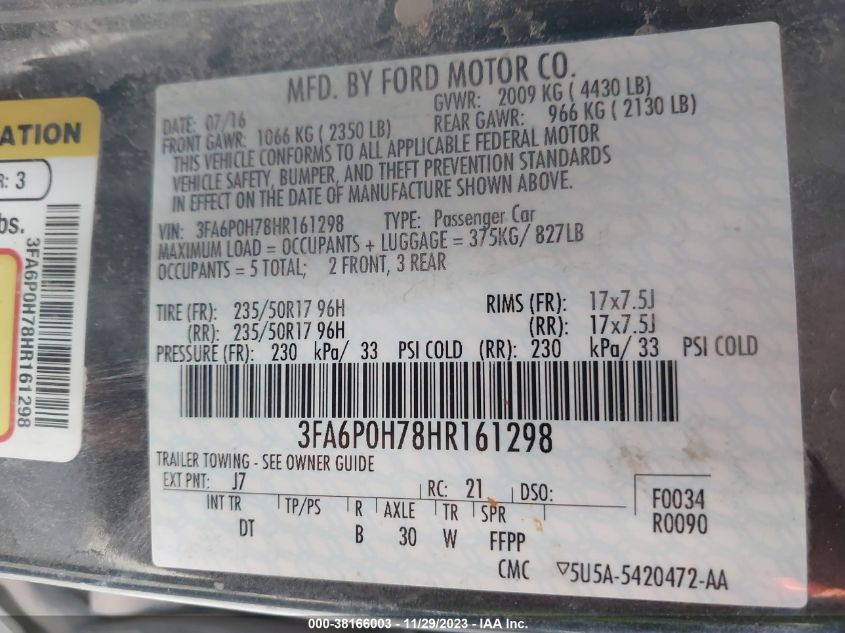 MFD. BY FORD MOTOR CO.
DATE: 07/16 GVWR: 2009 KG ( 4430 LB)
FRONT GAWR: 1066 KG ( 2350 LB) REAR GAWR: 966 KG ( 2130 LB)
THIS VEHICLE CONFORMS TO ALL APPLICABLE FEDERAL MOTOR
VEHICLE SAFETY, BUMPER, AND THEFT PREVENTION STANDARDS
IN EFFECT ON THE DATE OF MANUFACTURE SHOWN ABOVE.
VIN: 3FA6P0H78HR161298 TYPE: Passenger Car
MAXIMUM LOAD = OCCUPANTS + LUGGAGE = 375KG/ 827LB
OCCUPANTS = 5 TOTAL; 2 FRONT, 3 REAR
TIRE (FR): 235/50R17 96H RIMS (FR): 17x7.5J
(RR): 235/50R17 96H (RR): 17x7.5J
PRESSURE (FR): 230 kPa/ 33 PSI COLD (RR): 230 kPa/ 33 PSI COLD
3FA6P0H78HR161298
TRAILER TOWING - SEE OWNER GUIDE
EXT PNT: J7 RC: 21 DSO: F0034
INT TR TP/PS R AXLE TR SPR R0090
DT B 30 W FFPP
CMC ▽5U5A-5420472-AA
ATION
R: 3
bs.
3FA6P0H78HR161298
000-38166003 - 11/29/2023 - IAA Inc.